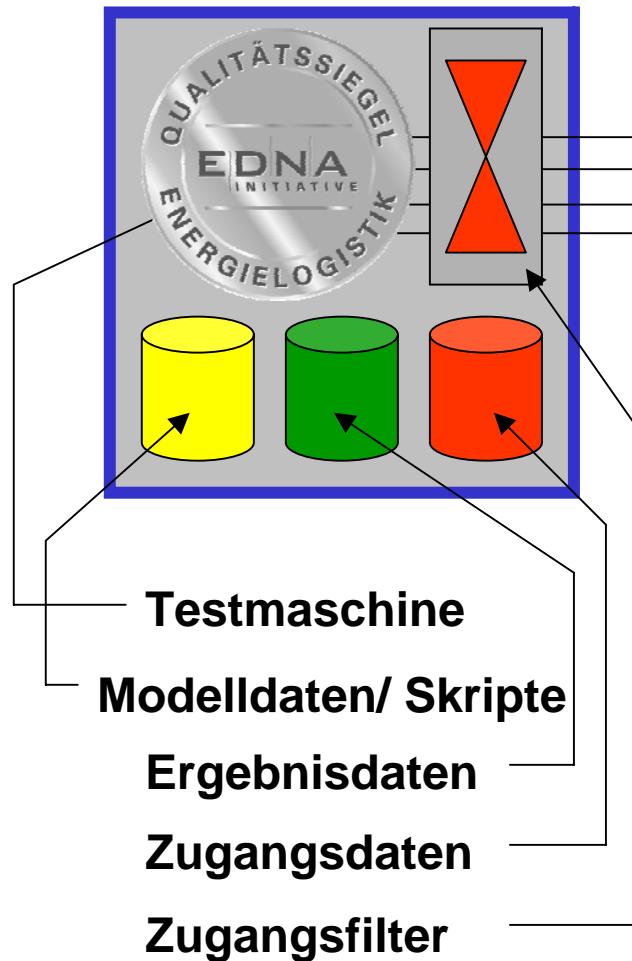 QUALITÄTSSIEGEL
EDNA
INITIATIVE
ENERGIELOGISTIK
Testmaschine
Modelldaten/ Skripte
Ergebnisdaten
Zugangsdaten
Zugangsfilter